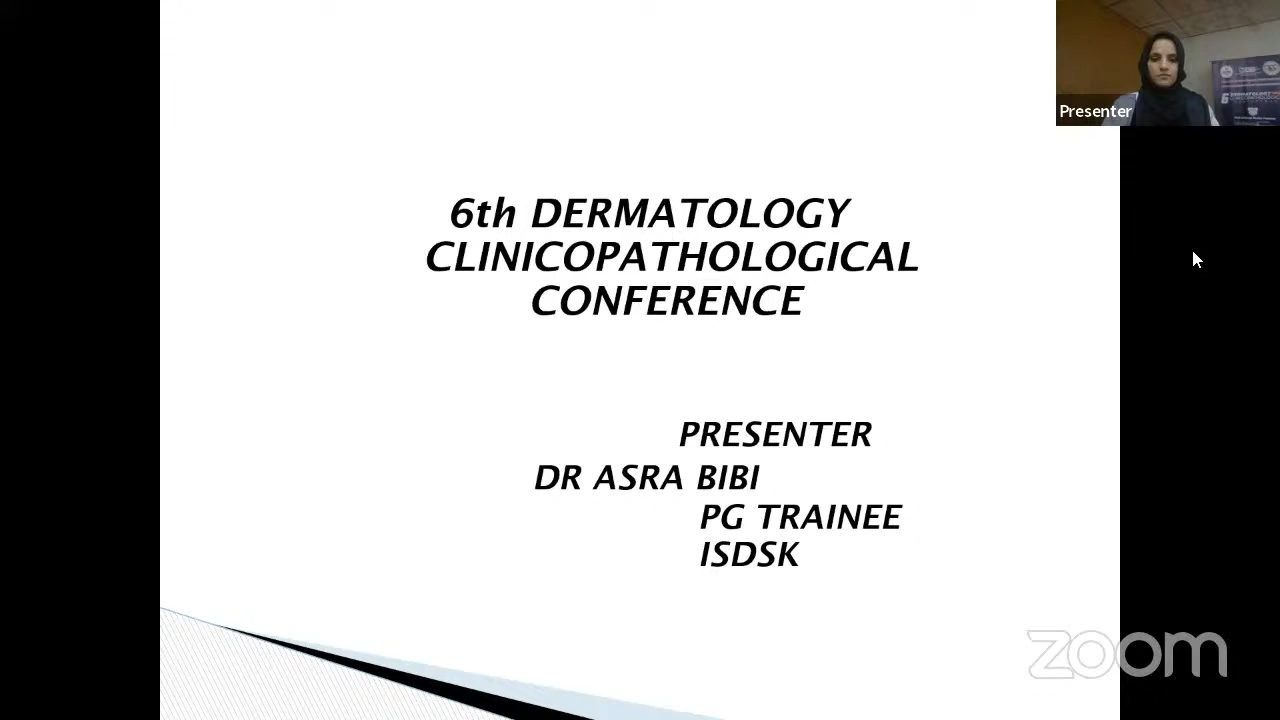 Presenter
6th DERMATOLOGY
CLINICOPATHOLOGICAL
CONFERENCE
PRESENTER
DR ASRA BIBI
PG TRAINEE
ISDSK
zoom